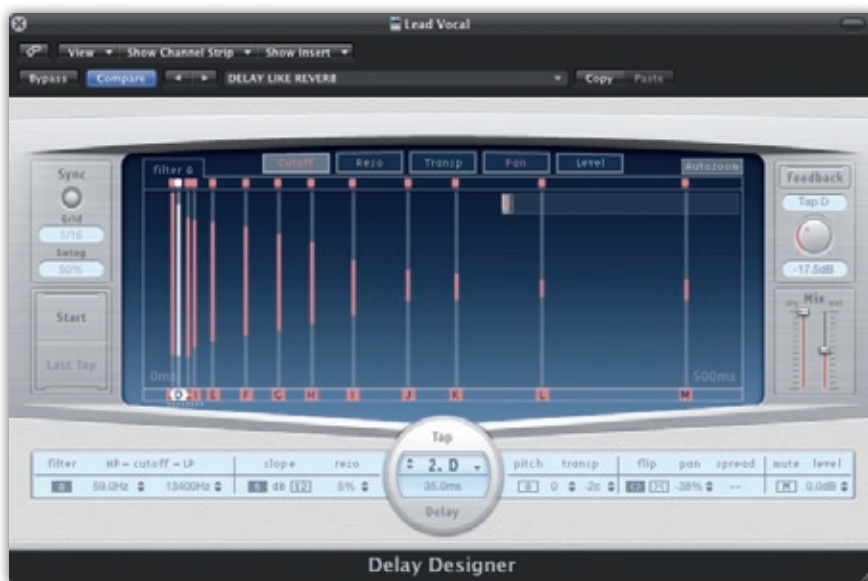 Lead Vocal
View Show Channel Strip Show Insert
Bypass Compare DELAY LIKE REVERB Copy Paste
Sync
Grid
1/16
Swing
50%
Start
Last Tap
filter Cutoff Reso Transp Pan Level Autozoom
0ms 500ms
D I L F G H I J K L M
Feedback
Tap D
-17.5dB
dry Mix wet
Tap
2. D
35.0ms
Delay
filter HP - cutoff - LP slope reso pitch transp flip pan spread mute level
59.0Hz 13400Hz 6 dB 12 5% 0 -2c -38% -- M 0.0dB
Delay Designer